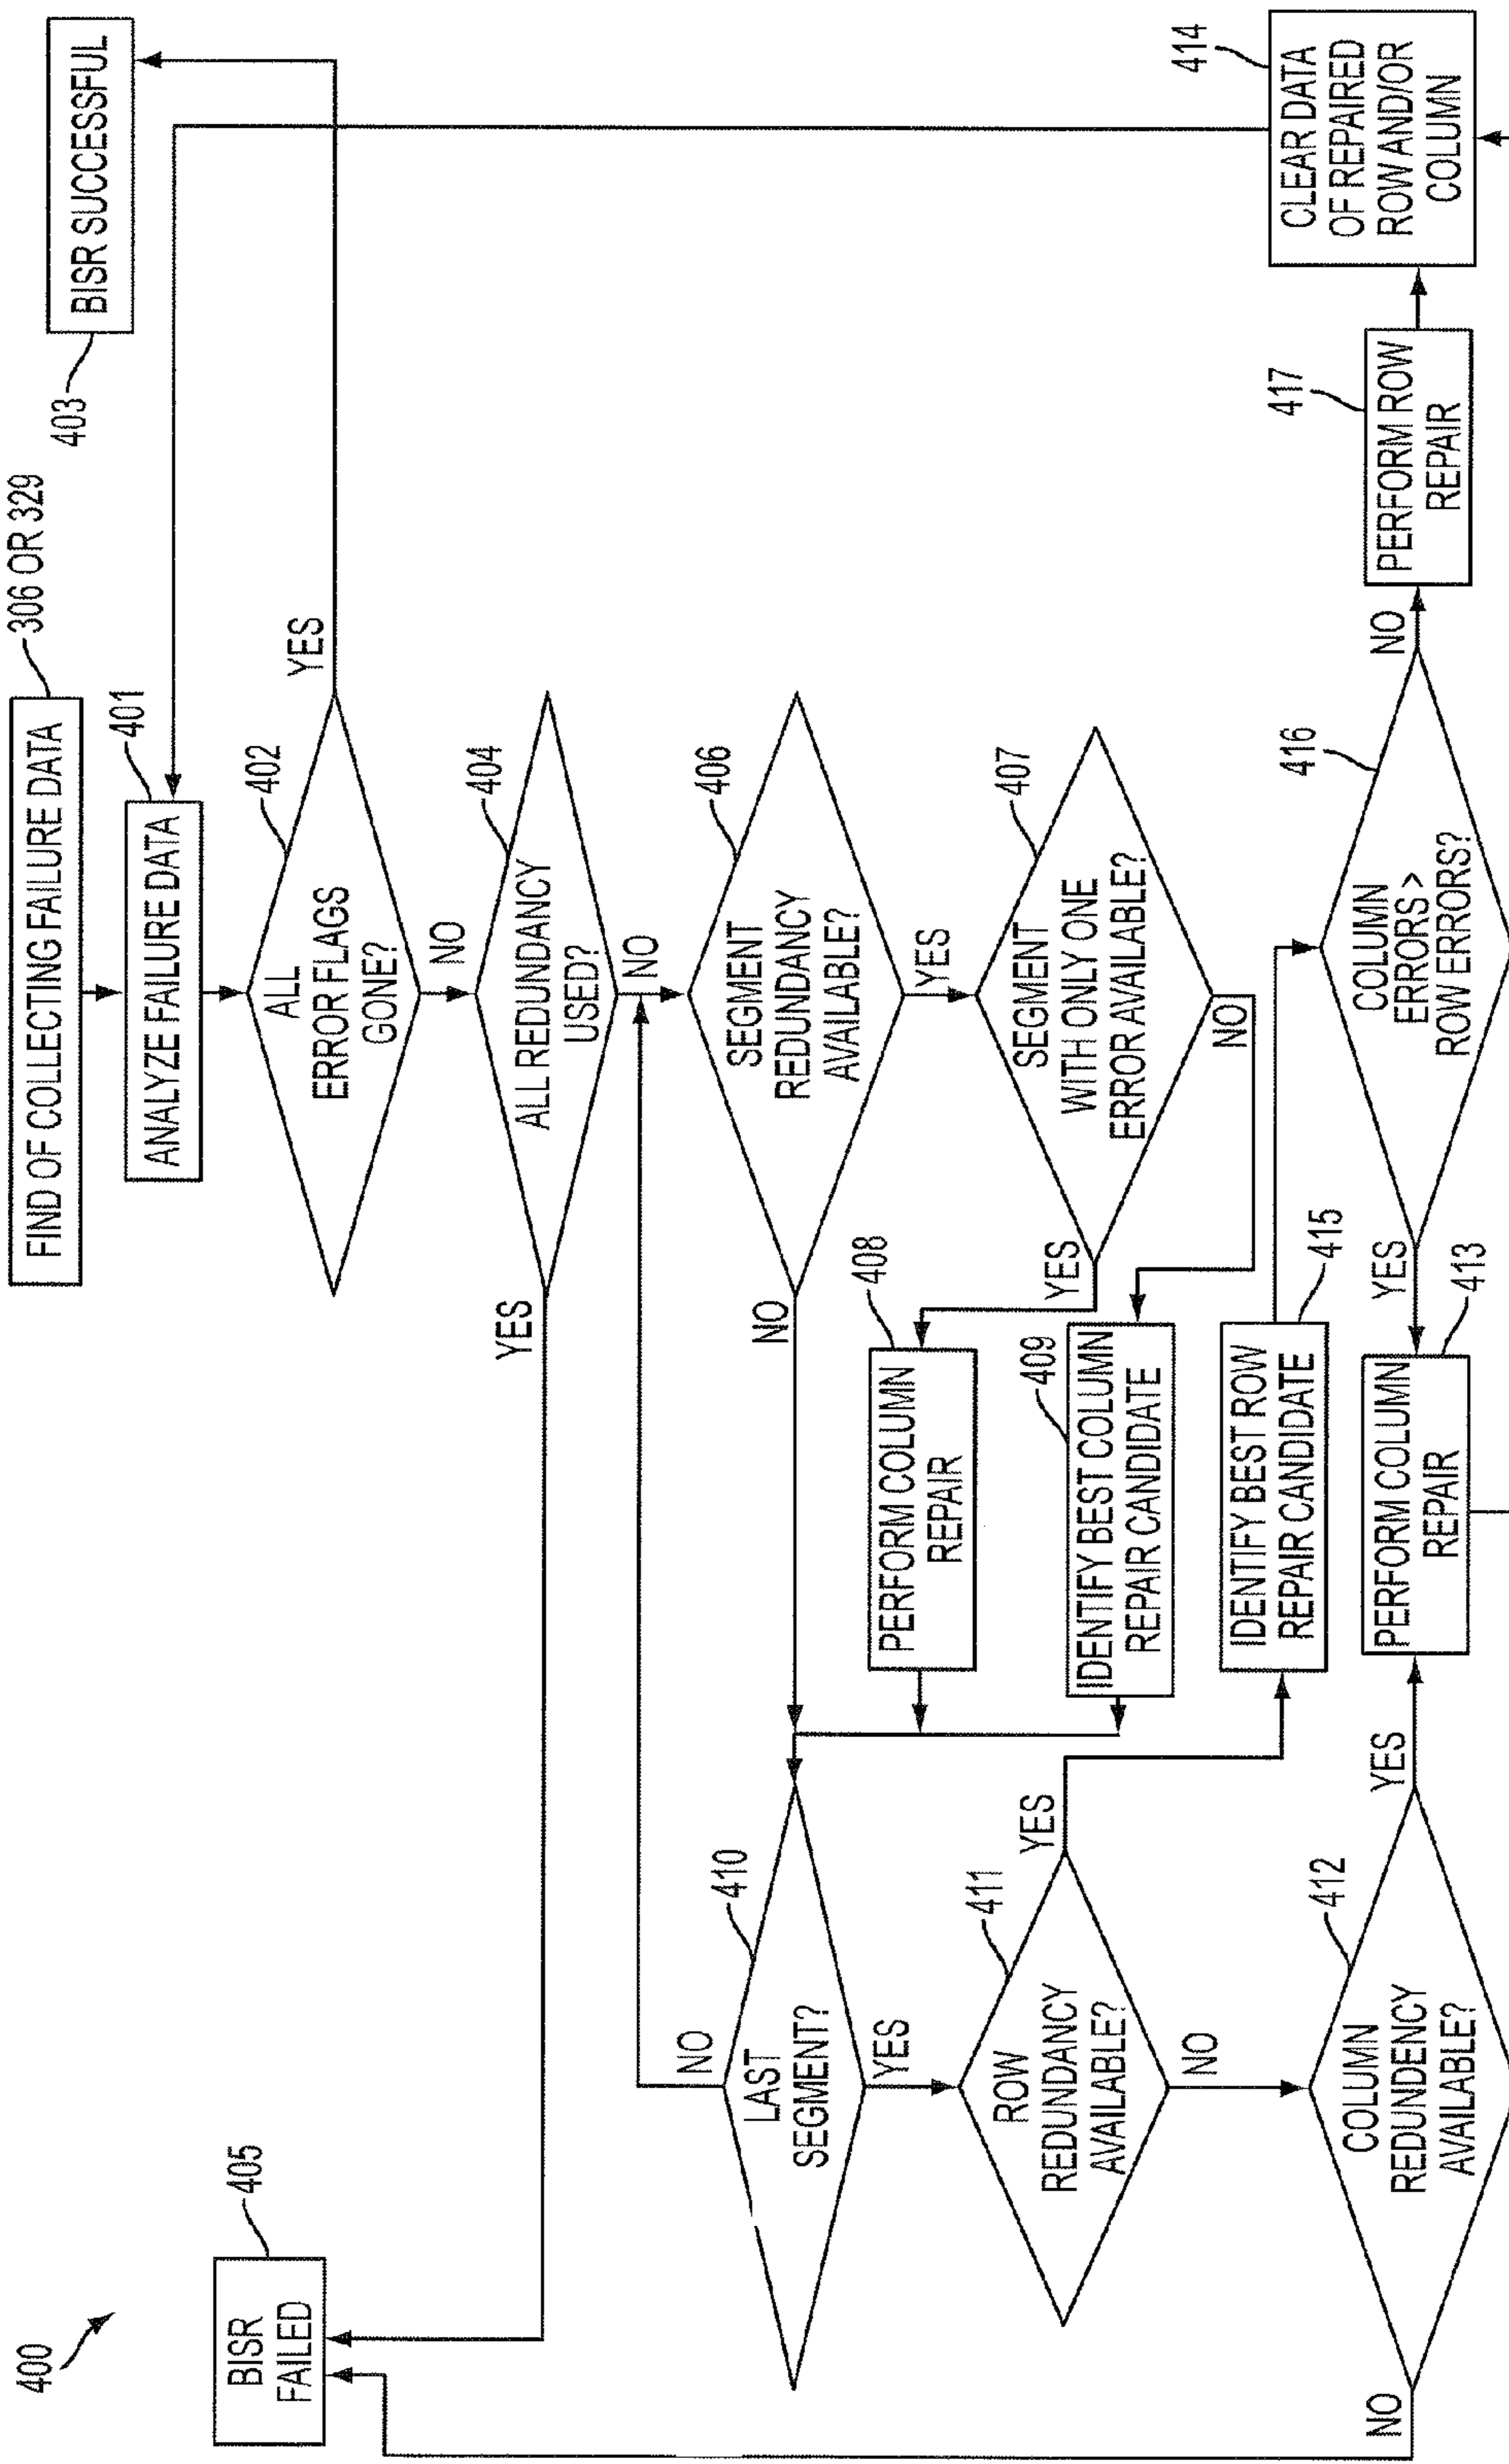 400
FIND OF COLLECTING FAILURE DATA
306 OR 329
ANALYZE FAILURE DATA
401
ALL
ERROR FLAGS
GONE?
402
YES
NO
BISR SUCCESSFUL
403
ALL REDUNDANCY
USED?
404
YES
NO
BISR
FAILED
405
SEGMENT
REDUNDANCY
AVAILABLE?
406
NO
YES
SEGMENT
WITH ONLY ONE
ERROR AVAILABLE?
407
YES
NO
PERFORM COLUMN
REPAIR
408
IDENTIFY BEST COLUMN
REPAIR CANDIDATE
409
LAST
SEGMENT?
410
NO
YES
ROW
REDUNDANCY
AVAILABLE?
411
YES
NO
IDENTIFY BEST ROW
REPAIR CANDIDATE
415
COLUMN
REDUNDENCY
AVAILABLE?
412
NO
YES
PERFORM COLUMN
REPAIR
413
COLUMN
ERRORS >
ROW ERRORS?
416
YES
NO
PERFORM ROW
REPAIR
417
CLEAR DATA
OF REPAIRED
ROW AND/OR
COLUMN
414